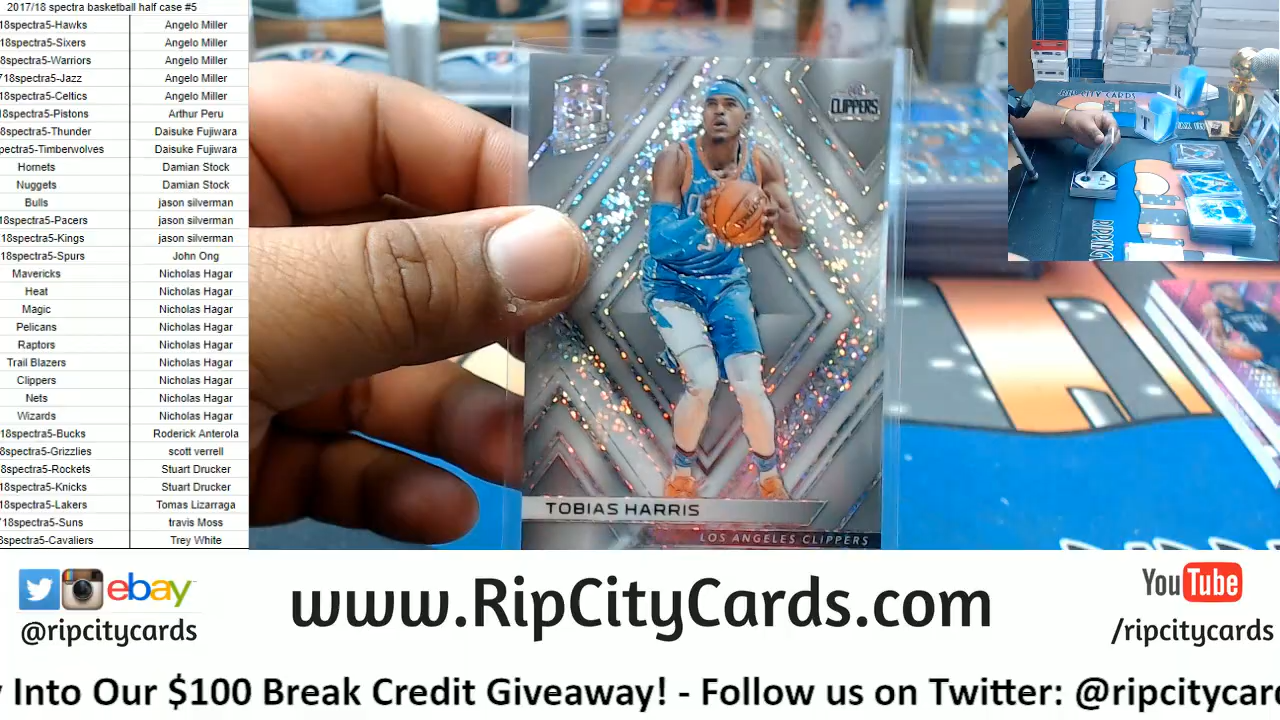 2017/18 spectra basketball half case #5
18spectra5-Hawks Angelo Miller
18spectra5-Sixers Angelo Miller
8spectra5-Warriors Angelo Miller
18spectra5-Jazz Angelo Miller
18spectra5-Celtics Angelo Miller
18spectra5-Pistons Arthur Peru
8spectra5-Thunder Daisuke Fujiwara
pectra5-Timberwolves Daisuke Fujiwara
Hornets Damian Stock
Nuggets Damian Stock
Bulls jason silverman
18spectra5-Pacers jason silverman
18spectra5-Kings jason silverman
18spectra5-Spurs John Ong
Mavericks Nicholas Hagar
Heat Nicholas Hagar
Magic Nicholas Hagar
Pelicans Nicholas Hagar
Raptors Nicholas Hagar
Trail Blazers Nicholas Hagar
Clippers Nicholas Hagar
Nets Nicholas Hagar
Wizards Nicholas Hagar
18spectra5-Bucks Roderick Anterola
8spectra5-Grizzlies scott verrell
8spectra5-Rockets Stuart Drucker
18spectra5-Knicks Stuart Drucker
18spectra5-Lakers Tomas Lizarraga
18spectra5-Suns travis Moss
8spectra5-Cavaliers Trey White
CLIPPERS
TOBIAS HARRIS
LOS ANGELES CLIPPERS
RIP CITY CARDS
ebay
@ripcitycards
www.RipCityCards.com
YouTube
/ripcitycards
y Into Our $100 Break Credit Giveaway! - Follow us on Twitter: @ripcitycar